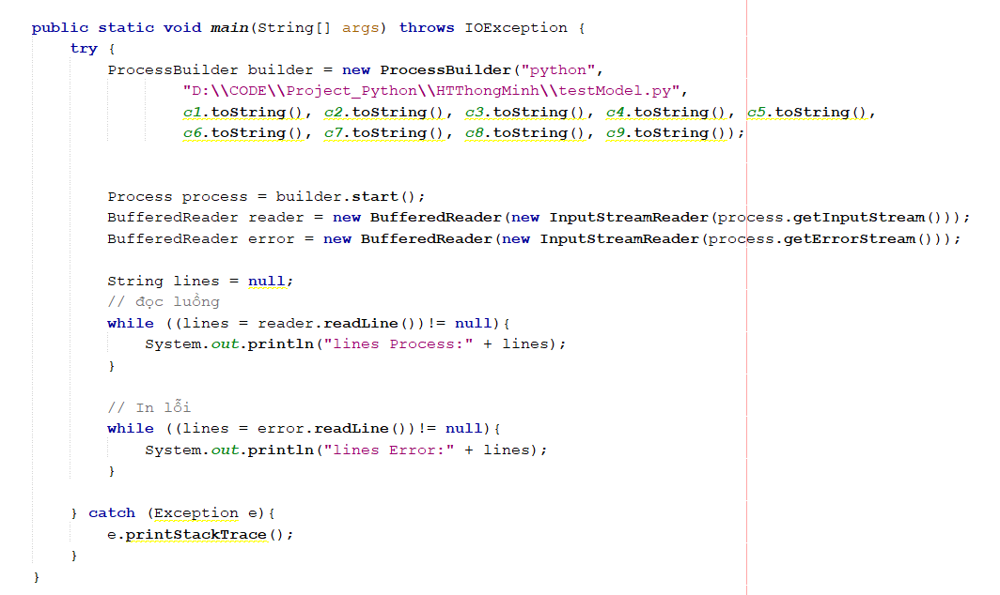 public static void main(String[] args) throws IOException {
try {
ProcessBuilder builder = new ProcessBuilder("python",
"D:\\CODE\\Project_Python\\HTThongMinh\\testModel.py",
c1.toString(), c2.toString(), c3.toString(), c4.toString(), c5.toString(),
c6.toString(), c7.toString(), c8.toString(), c9.toString());
Process process = builder.start();
BufferedReader reader = new BufferedReader(new InputStreamReader(process.getInputStream()));
BufferedReader error = new BufferedReader(new InputStreamReader(process.getErrorStream()));
String lines = null;
// đọc luồng
while ((lines = reader.readLine())!= null){
System.out.println("lines Process:" + lines);
}
// In lỗi
while ((lines = error.readLine())!= null){
System.out.println("lines Error:" + lines);
}
} catch (Exception e){
e.printStackTrace();
}
}